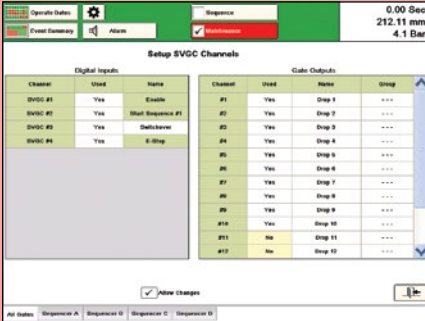 Operate Gates
Sequence
0.00 Sec
Event Summary
Alarm
Maintenance
212.11 mm
4.1 Bar
Setup SVGC Channels
Digital Inputs
Gate Outputs
Channel Used Name
Channel Used Name Group
SVGC #1 Yes Enable
#1 Yes Drop 1 ---
SVGC #2 Yes Start Sequence #1
#2 Yes Drop 2 ---
SVGC #3 Yes Switchover
#3 Yes Drop 3 ---
SVGC #4 Yes E-Stop
#4 Yes Drop 4 ---
#5 Yes Drop 5 ---
#6 Yes Drop 6 ---
#7 Yes Drop 7 ---
#8 Yes Drop 8 ---
#9 Yes Drop 9 ---
#10 Yes Drop 10 ---
#11 No Drop 11 ---
#12 No Drop 12 ---
Allow Changes
All Gates Sequencer A Sequencer B Sequencer C Sequencer D